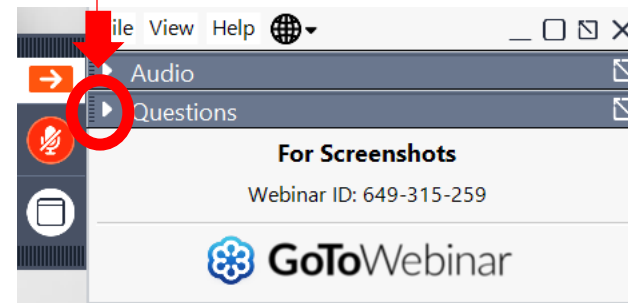 ile View Help
Audio
Questions
For Screenshots
Webinar ID: 649-315-259
GoToWebinar